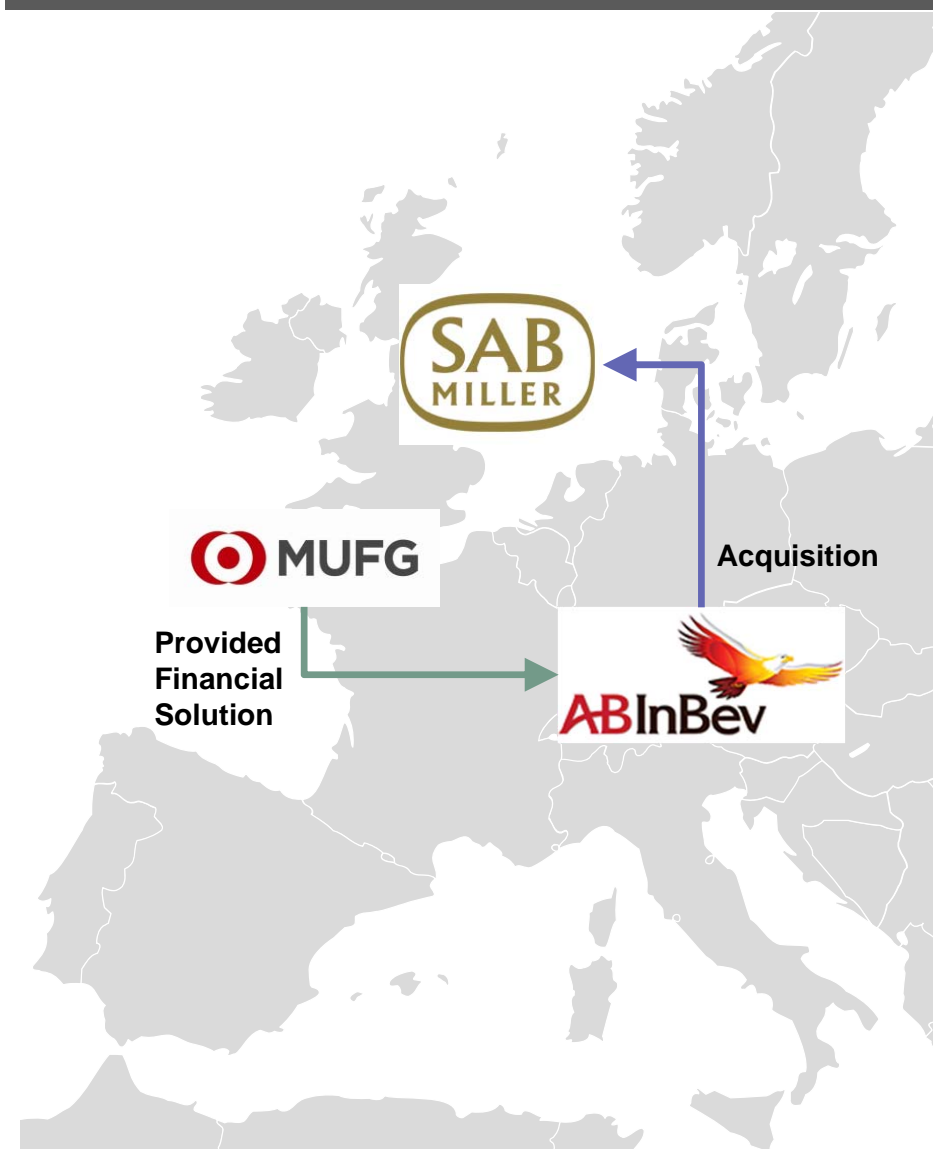 SAB
MILLER
MUFG
Acquisition
Provided
Financial
Solution
ABInBev